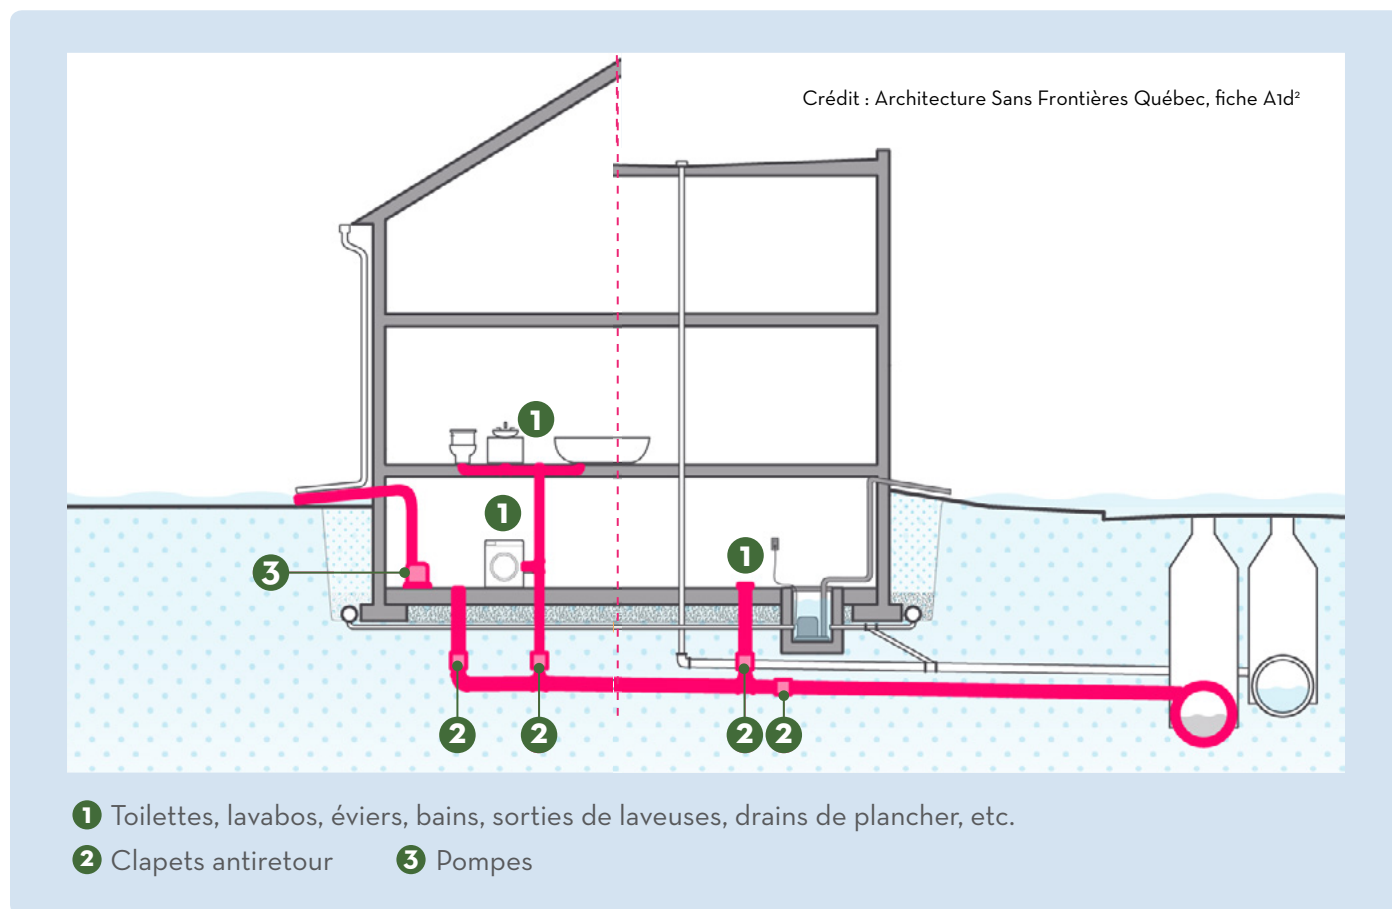 Crédit : Architecture Sans Frontières Québec, fiche A1d²
1
1
1
3
2
2
2
2
1 Toilettes, lavabos, éviers, bains, sorties de laveuses, drains de plancher, etc.
2 Clapets antiretour 3 Pompes